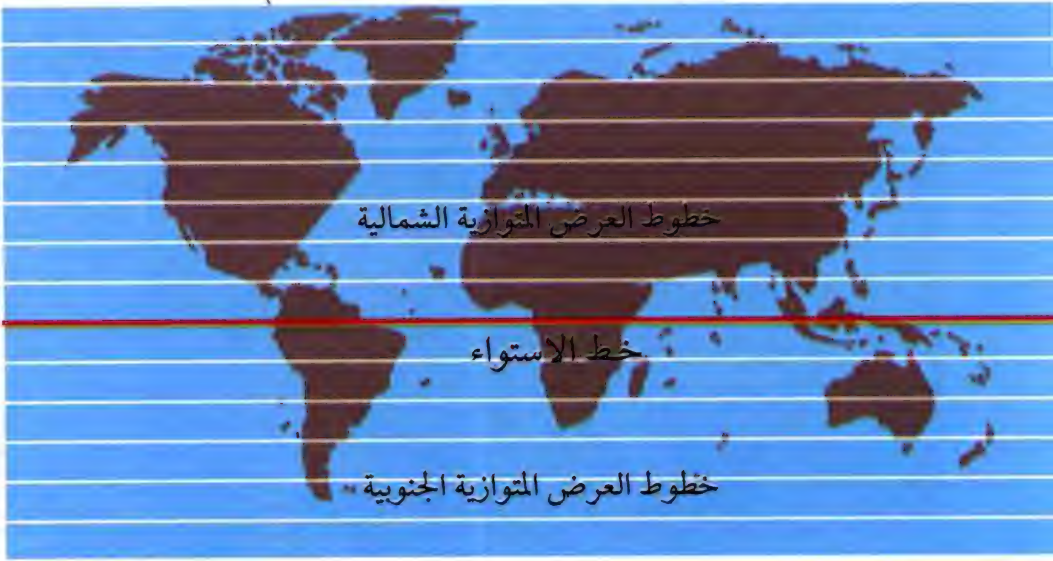 خطوط العرض المتوازية الشمالية
خط الاستواء
خطوط العرض المتوازية الجنوبية